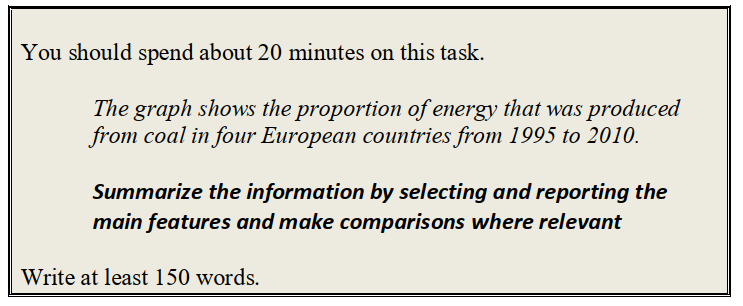 You should spend about 20 minutes on this task.
The graph shows the proportion of energy that was produced
from coal in four European countries from 1995 to 2010.
Summarize the information by selecting and reporting the
main features and make comparisons where relevant
Write at least 150 words.